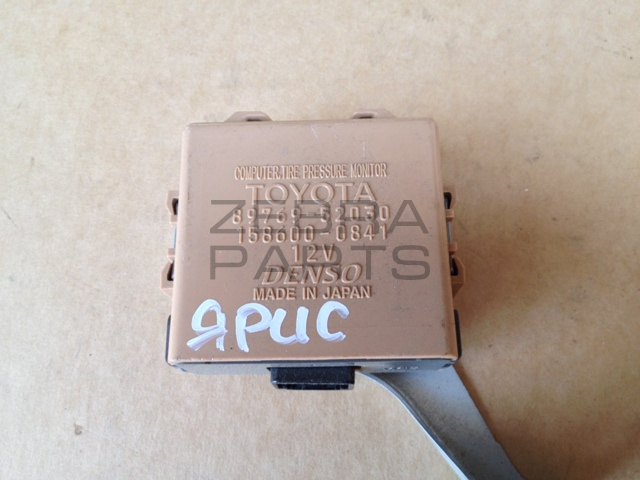 COMPUTER,TIRE PRESSURE MONITOR
TOYOTA
89769-52030
158600-0841
12V
DENSO
MADE IN JAPAN
ЯРИС
ZEBRA
PARTS